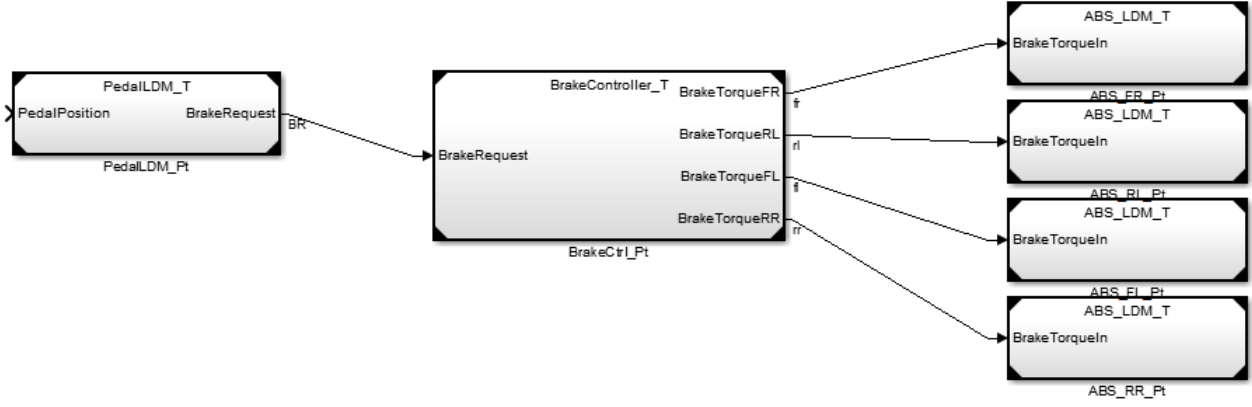 PedalLDM_T
PedalPosition
BrakeRequest
PedalLDM_Pt
BR
BrakeController_T
BrakeRequest
BrakeTorqueFR
BrakeTorqueRL
BrakeTorqueFL
BrakeTorqueRR
BrakeCtrl_Pt
fr
rl
fl
rr
ABS_LDM_T
BrakeTorqueIn
ABS_FR_Pt
ABS_LDM_T
BrakeTorqueIn
ABS_RL_Pt
ABS_LDM_T
BrakeTorqueIn
ABS_FL_Pt
ABS_LDM_T
BrakeTorqueIn
ABS_RR_Pt